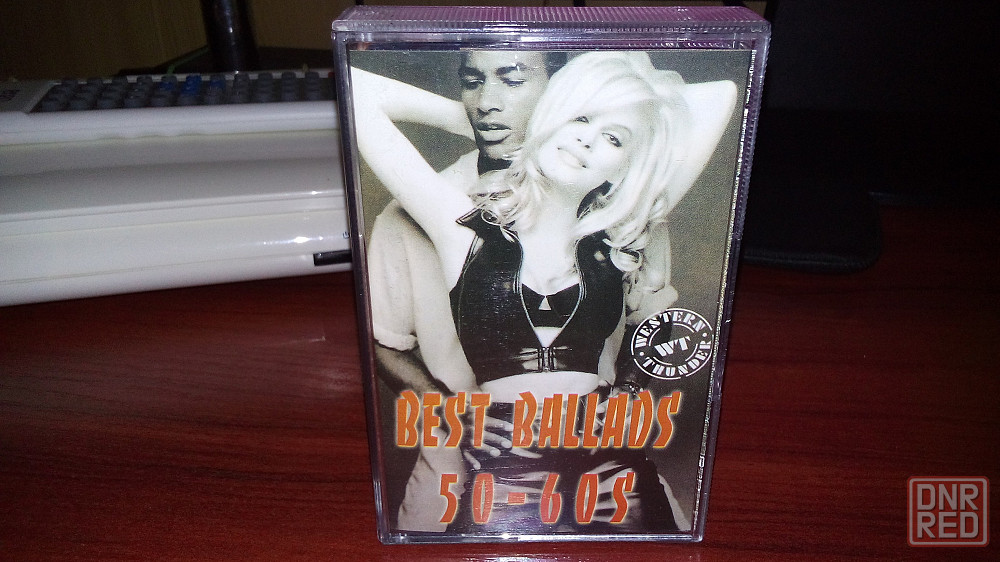 WESTERN
WT
THUNDER
BEST BALLADS
50-60s
DNR
RED